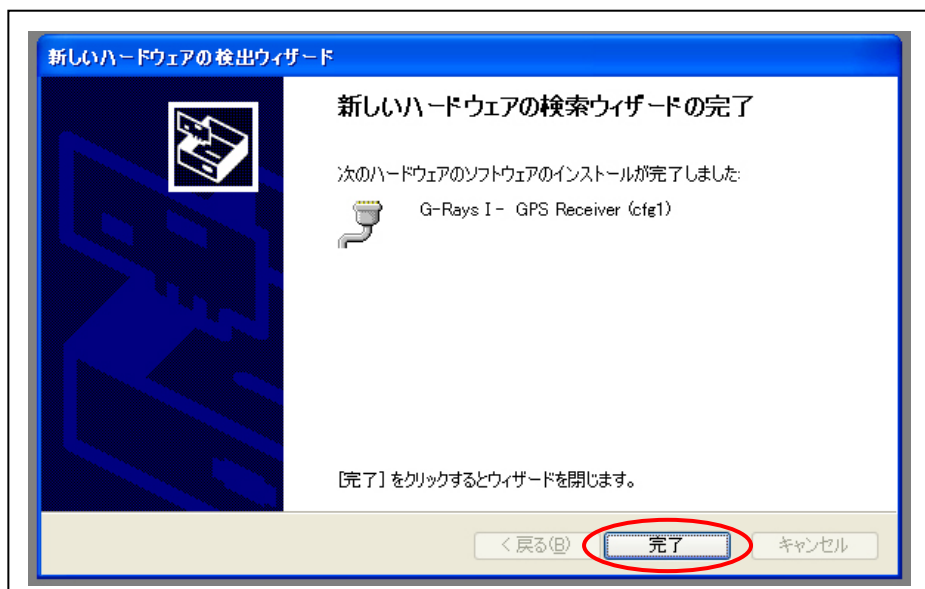 新しいハードウェアの検出ウィザード
新しいハードウェアの検索ウィザードの完了
次のハードウェアのソフトウェアのインストールが完了しました:
G-Rays I - GPS Receiver (cfg1)
[完了] をクリックするとウィザードを閉じます。
< 戻る(B) 完了 キャンセル